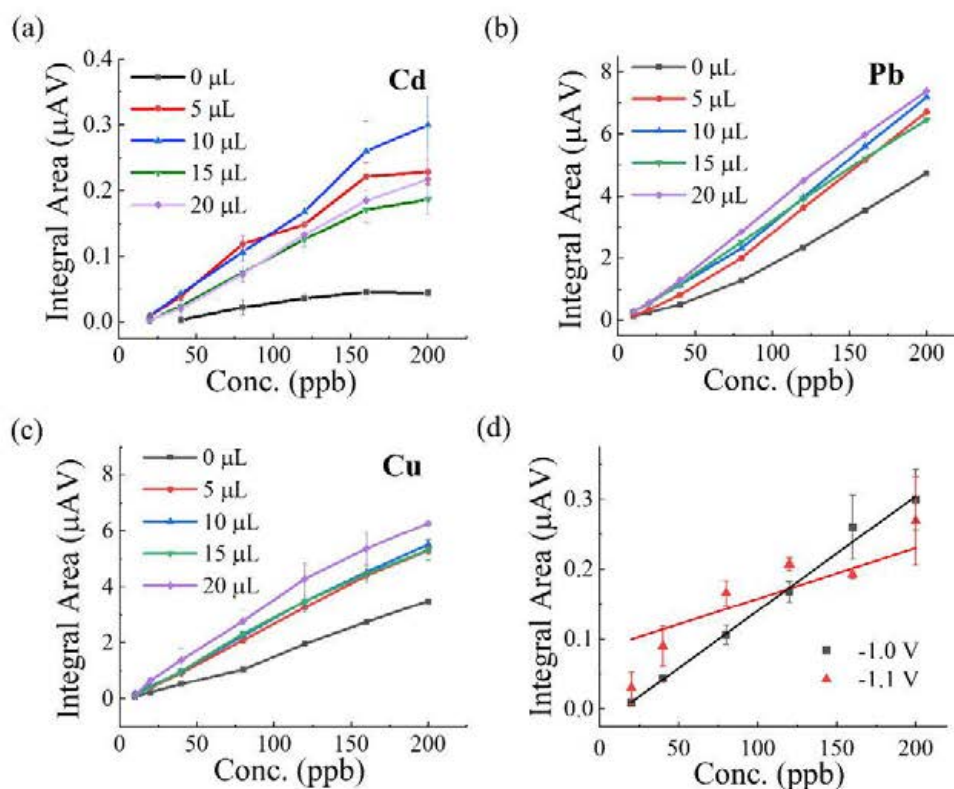 (a)
Cd
0 μL
5 μL
10 μL
15 μL
20 μL
0.4
0.3
0.2
0.1
0.0
Integral Area (μAV)
0 50 100 150 200
Conc. (ppb)
(b)
Pb
0 μL
5 μL
10 μL
15 μL
20 μL
8
6
4
2
0
Integral Area (μAV)
0 50 100 150 200
Conc. (ppb)
(c)
Cu
0 μL
5 μL
10 μL
15 μL
20 μL
8
6
4
2
0
Integral Area (μAV)
0 50 100 150 200
Conc. (ppb)
(d)
0.3
0.2
0.1
0.0
Integral Area (μAV)
-1.0 V
-1.1 V
0 50 100 150 200
Conc. (ppb)